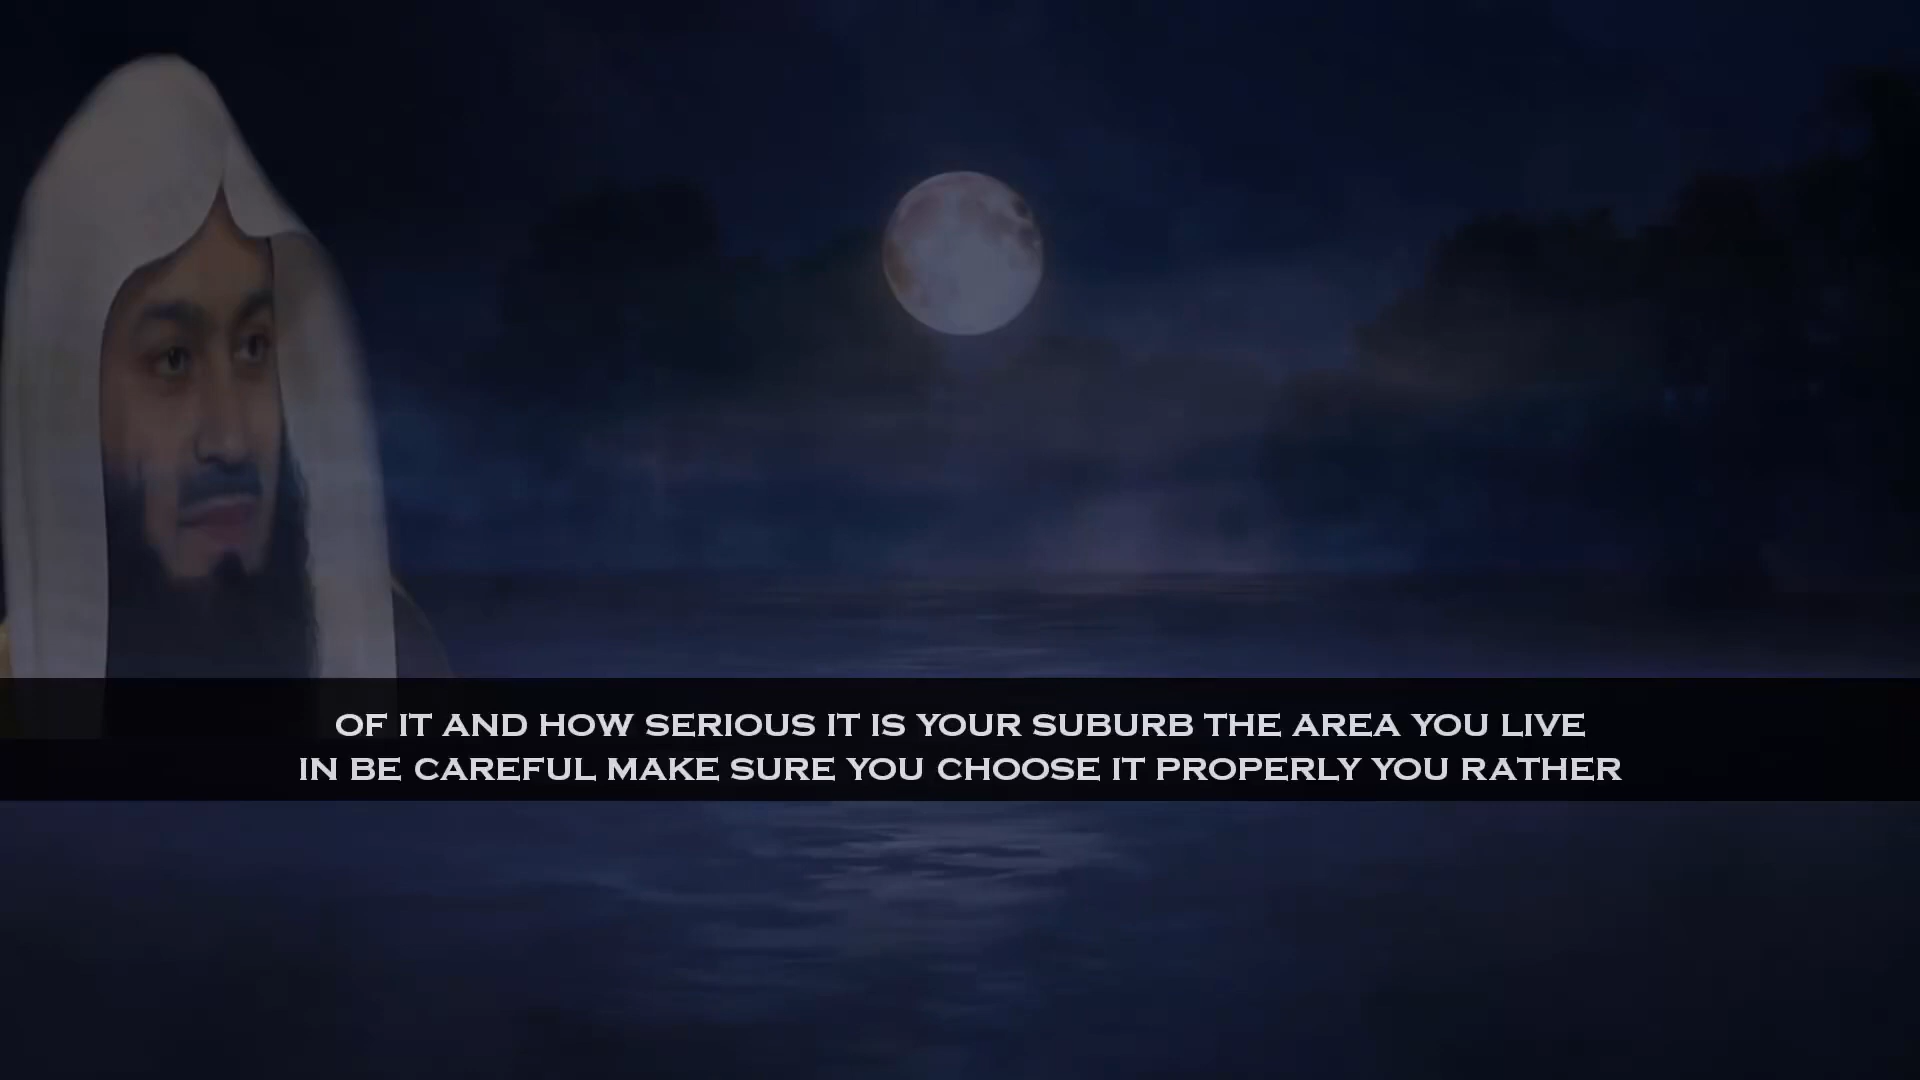 OF IT AND HOW SERIOUS IT IS YOUR SUBURB THE AREA YOU LIVE
IN BE CAREFUL MAKE SURE YOU CHOOSE IT PROPERLY YOU RATHER